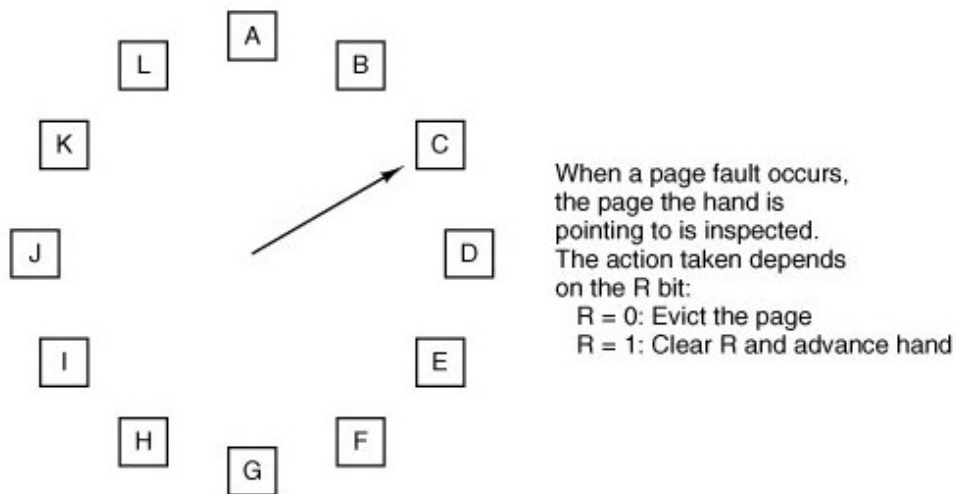 A
L
B
K
C
When a page fault occurs,
the page the hand is
pointing to is inspected.
The action taken depends
on the R bit:
R = 0: Evict the page
R = 1: Clear R and advance hand
J
D
I
E
H
F
G